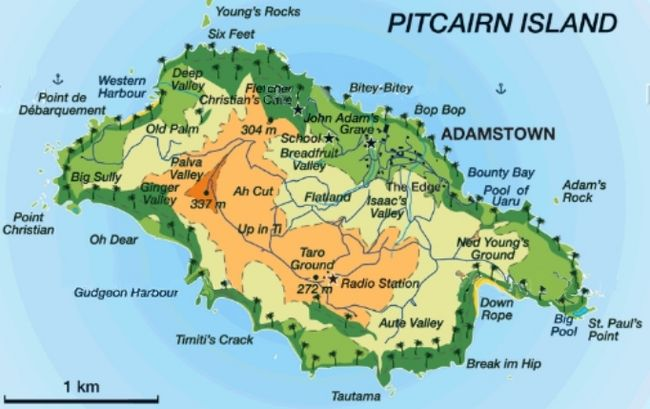 Young's Rocks
PITCAIRN ISLAND
Six Feet
Deep
Valley
Western
Harbour
Point de
Débarquement
Fletcher
Christian's
Bitey-Bitey
Bop Bop
John Adam's
Grave
ADAMSTOWN
Old Palm
304 m
School
Breadfruit
Valley
Palva
Valley
Big Sully
Ginger
Valley
337 m
Ah Cut
Flatland
The Edge
Isaac's
Valley
Bounty Bay
Pool of
Uaru
Adam's
Rock
Point
Christian
Oh Dear
Up in Ti
Taro
Ground
Ned Young's
Ground
272 m
Radio Station
Gudgeon Harbour
Down
Rope
Big
Pool
St. Paul's
Point
Timiti's Crack
Aute Valley
Break im Hip
1 km
Tautama